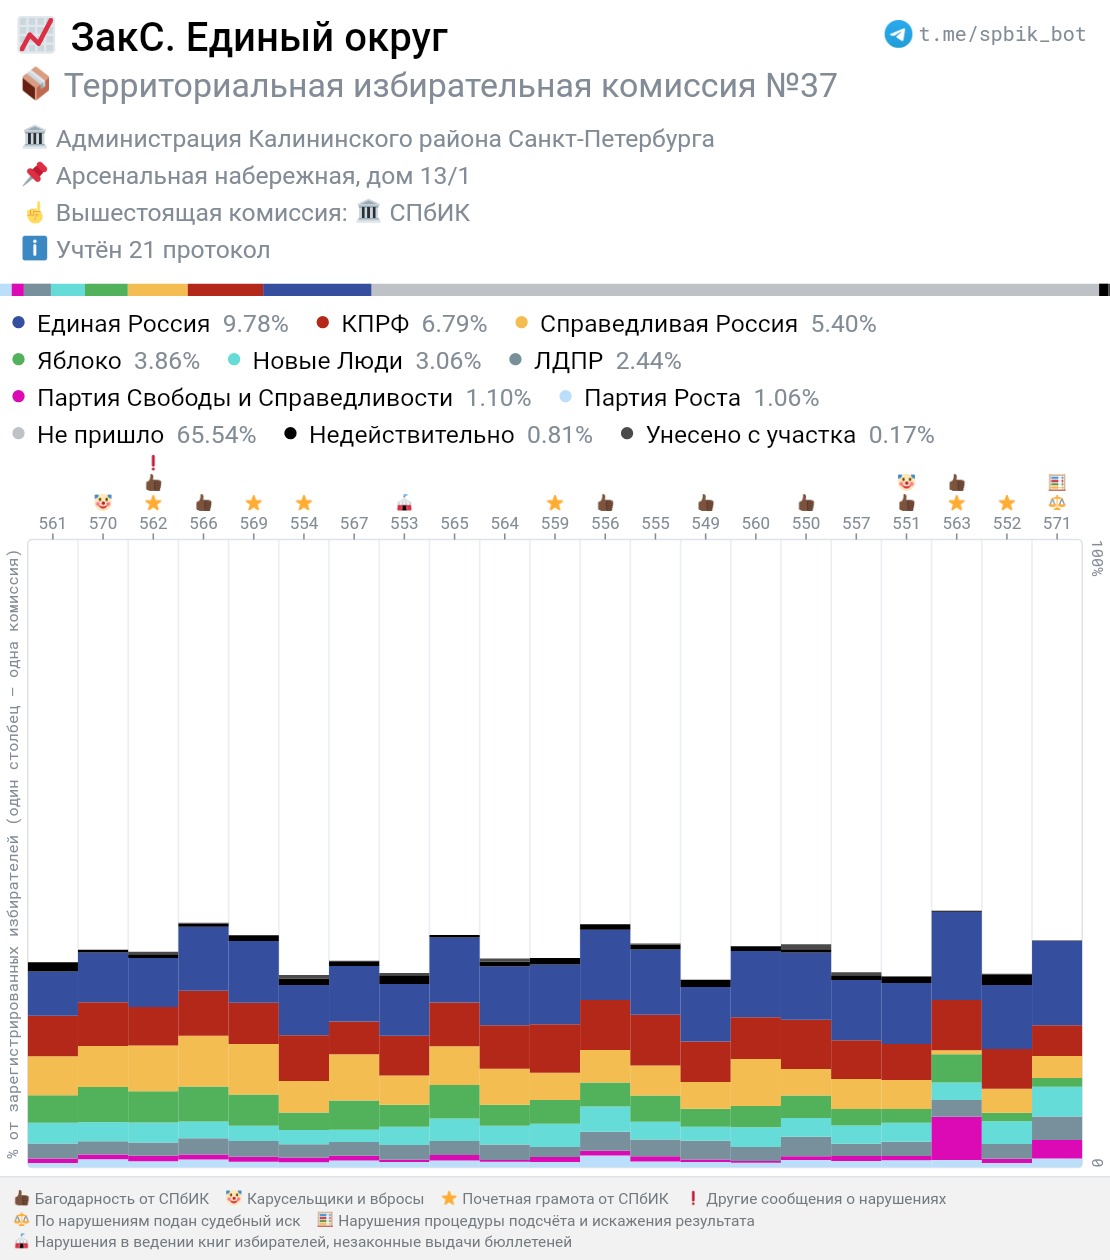 ЗакС. Единый округ
t.me/spbik_bot
Территориальная избирательная комиссия №37
Администрация Калининского района Санкт-Петербурга
Арсенальная набережная, дом 13/1
Вышестоящая комиссия: СПбИК
Учтён 21 протокол
Единая Россия 9.78% КПРФ 6.79% Справедливая Россия 5.40%
Яблоко 3.86% Новые Люди 3.06% ЛДПР 2.44%
Партия Свободы и Справедливости 1.10% Партия Роста 1.06%
Не пришло 65.54% Недействительно 0.81% Унесено с участка 0.17%
561 570 562 566 569 554 567 553 565 564 559 556 555 549 560 550 557 551 563 552 571
% от зарегистрированных избирателей (один столбец — одна комиссия)
100%
0
Багодарность от СПбИК Карусельщики и вбросы Почетная грамота от СПбИК Другие сообщения о нарушениях
По нарушениям подан судебный иск Нарушения процедуры подсчёта и искажения результата
Нарушения в ведении книг избирателей, незаконные выдачи бюллетеней